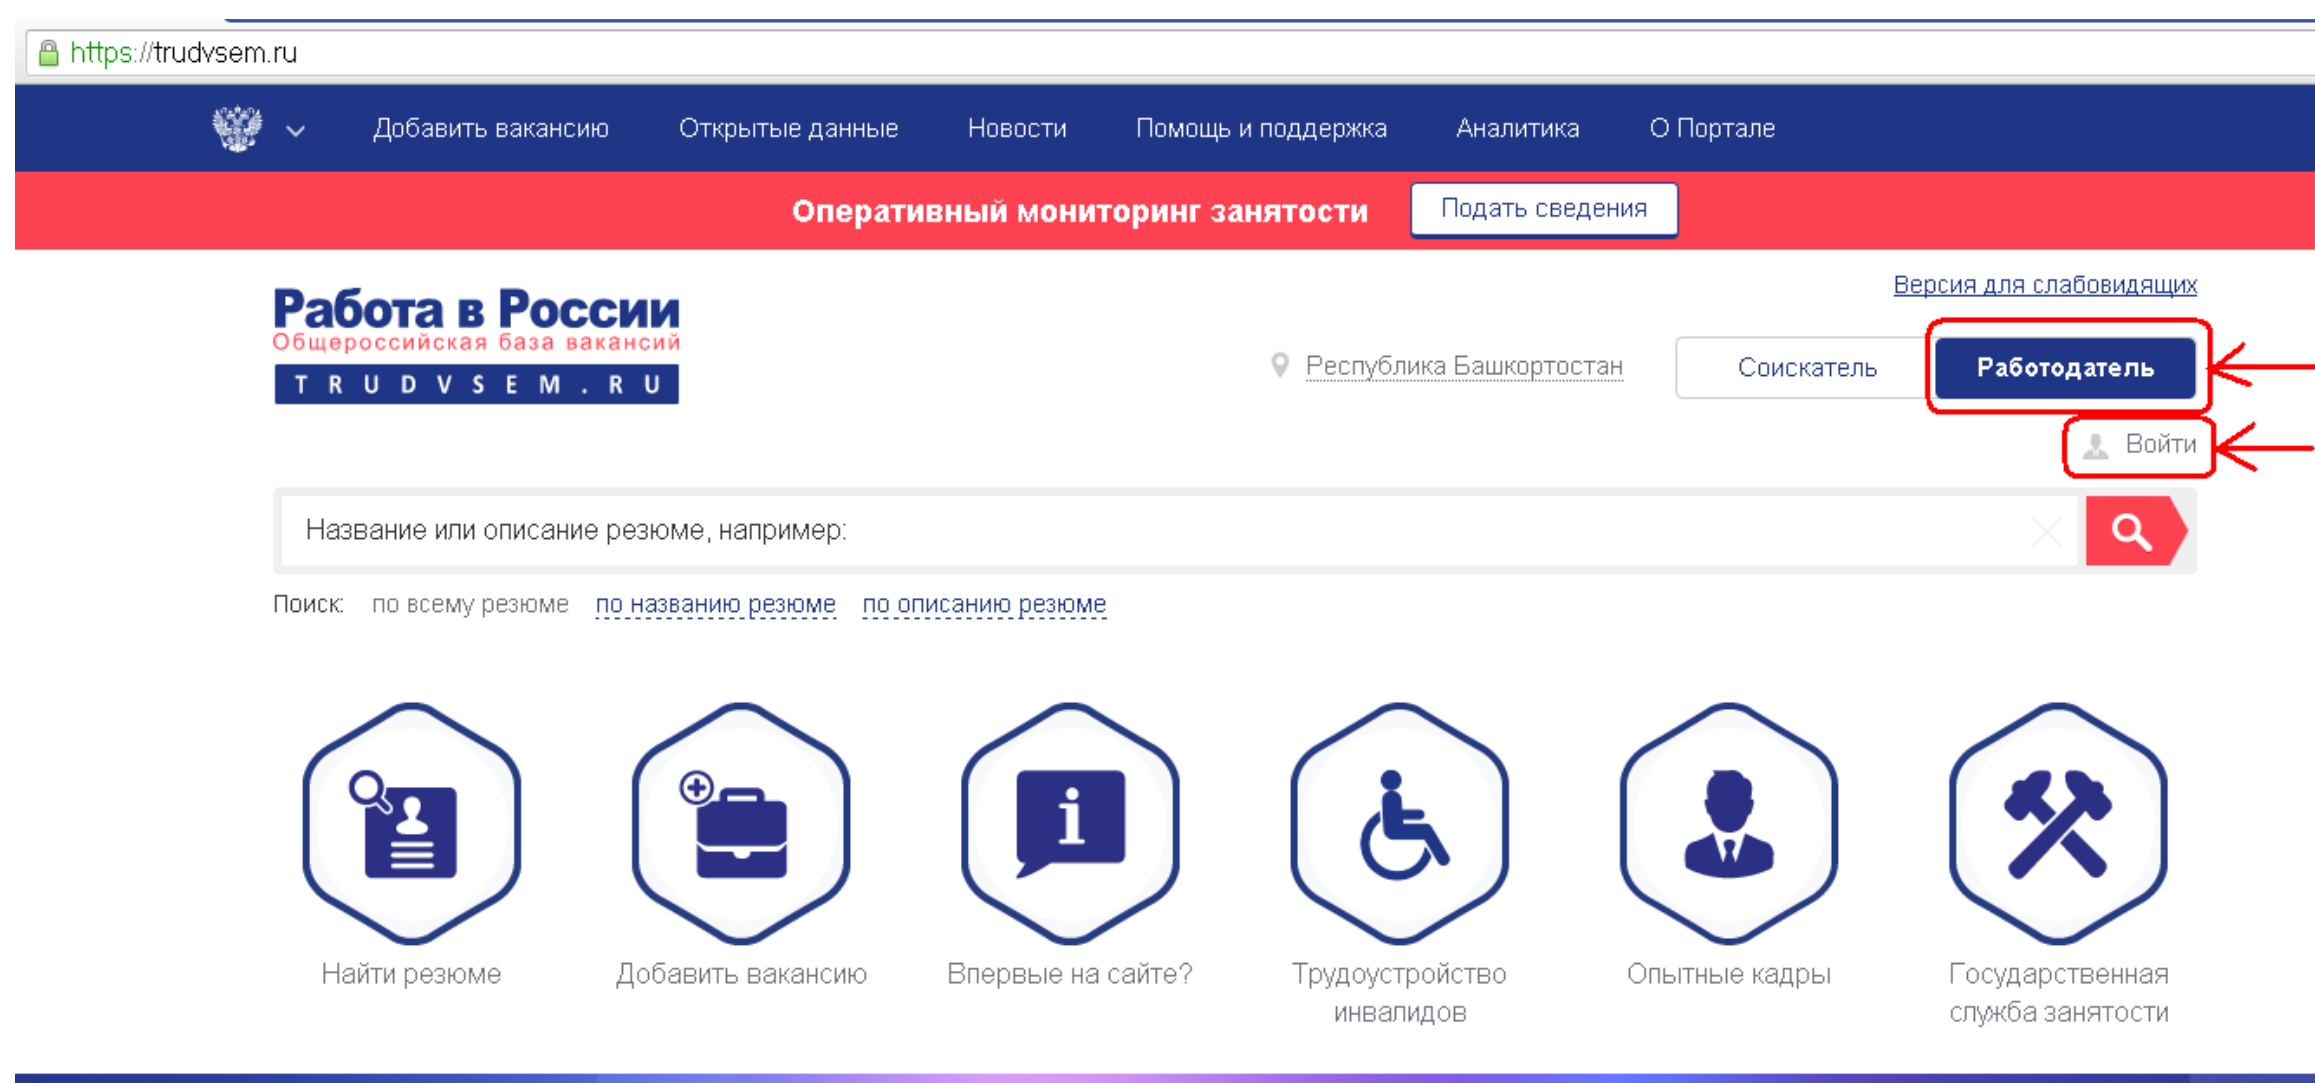 https://trudvsem.ru
Добавить вакансию Открытые данные Новости Помощь и поддержка Аналитика О Портале
Оперативный мониторинг занятости Подать сведения
Версия для слабовидящих
Работа в России
Общероссийская база вакансий
TRUDVSEM.RU
Республика Башкортостан Соискатель Работодатель
Войти
Название или описание резюме, например:
Поиск: по всему резюме по названию резюме по описанию резюме
Найти резюме Добавить вакансию Впервые на сайте? Трудоустройство инвалидов Опытные кадры Государственная служба занятости